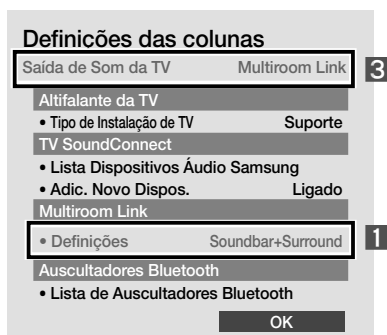 Definições das colunas
Saída de Som da TV Multiroom Link 3
Altifalante da TV
• Tipo de Instalação de TV Suporte
TV SoundConnect
• Lista Dispositivos Áudio Samsung
• Adic. Novo Dispos. Ligado
Multiroom Link
• Definições Soundbar+Surround 1
Auscultadores Bluetooth
• Lista de Auscultadores Bluetooth
OK